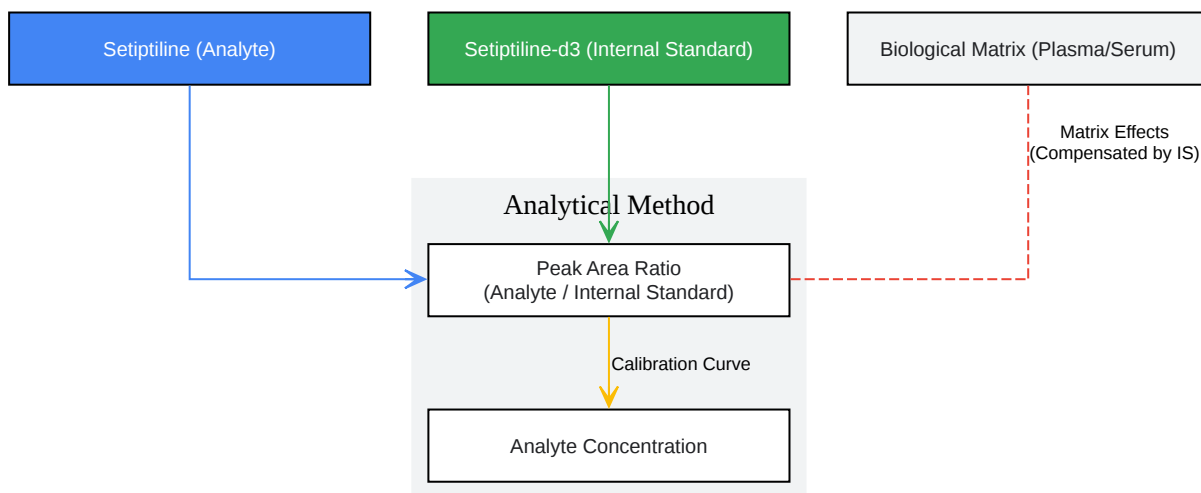 Setiptiline (Analyte)
Setiptiline-d3 (Internal Standard)
Biological Matrix (Plasma/Serum)
Matrix Effects
(Compensated by IS)
Analytical Method
Peak Area Ratio
(Analyte / Internal Standard)
Calibration Curve
Analyte Concentration